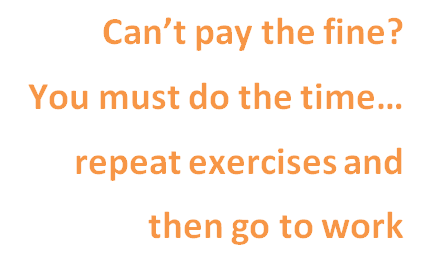 Can’t pay the fine?
You must do the time…
repeat exercises and
then go to work